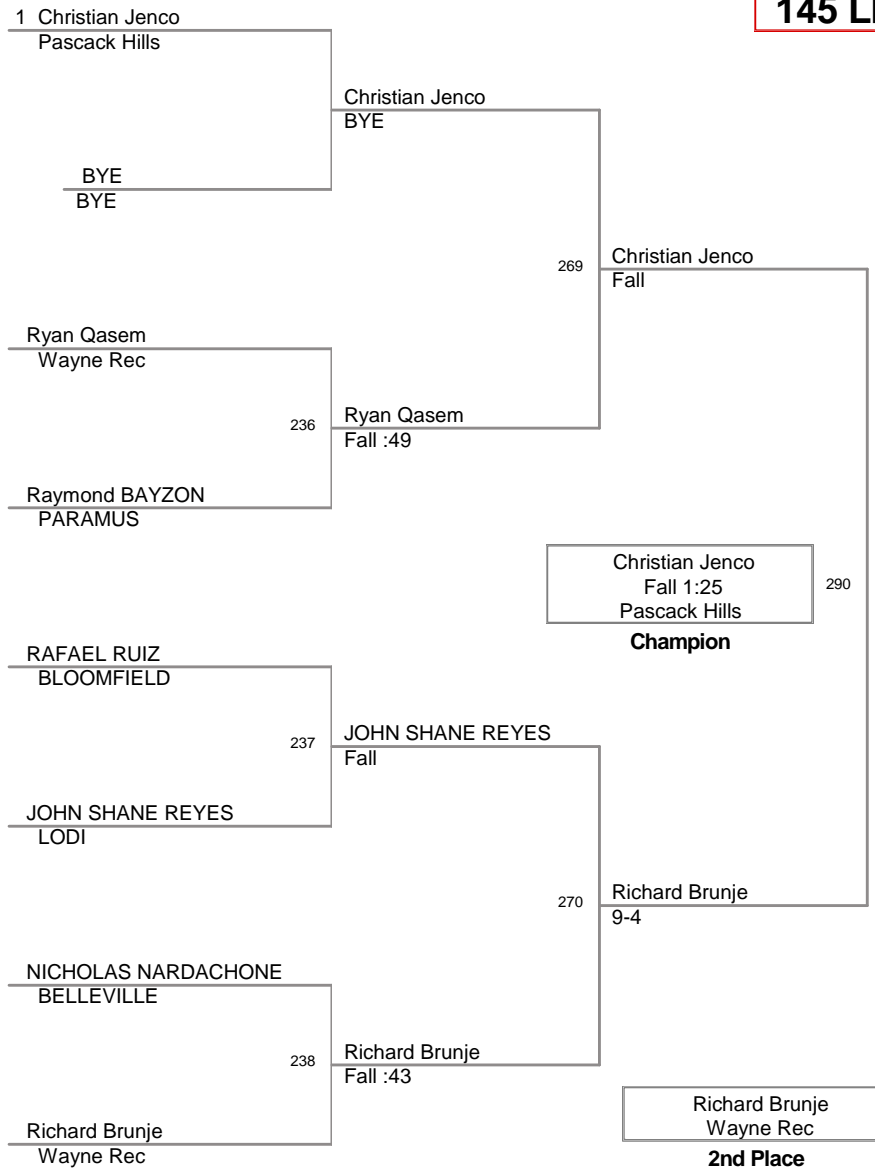 145 L
1 Christian Jenco
Pascack Hills
Christian Jenco
BYE
BYE
BYE
269
Christian Jenco
Fall
Ryan Qasem
Wayne Rec
236
Ryan Qasem
Fall :49
Raymond BAYZON
PARAMUS
Christian Jenco
Fall 1:25
Pascack Hills
290
Champion
RAFAEL RUIZ
BLOOMFIELD
237
JOHN SHANE REYES
Fall
JOHN SHANE REYES
LODI
270
Richard Brunje
9-4
NICHOLAS NARDACHONE
BELLEVILLE
238
Richard Brunje
Fall :43
Richard Brunje
Wayne Rec
2nd Place
Richard Brunje
Wayne Rec